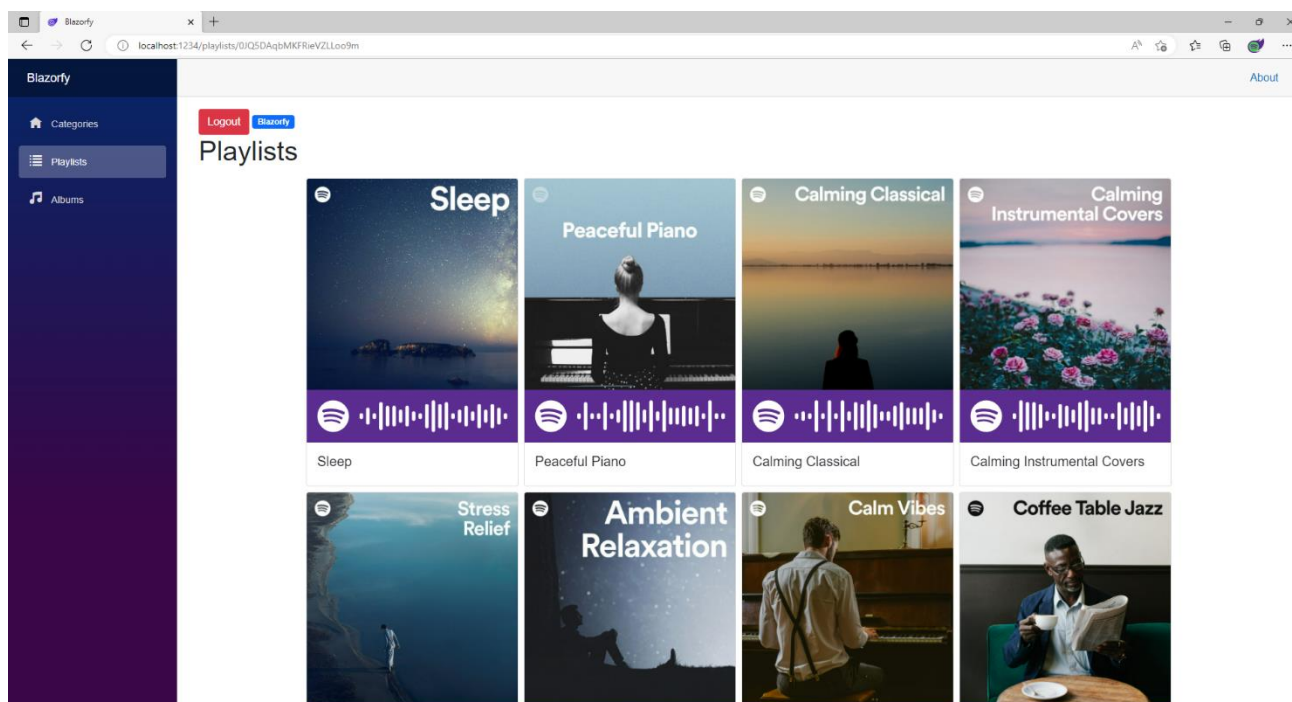 Blazorfy
localhost:1234/playlists/0JQ5DAqbMKFRieVZLLoo9m
Blazorfy
About
Categories
Playlists
Albums
Logout Blazorfy
Playlists
Sleep
Peaceful Piano
Calming Classical
Calming
Instrumental Covers
Sleep
Peaceful Piano
Calming Classical
Calming Instrumental Covers
Stress
Relief
Ambient
Relaxation
Calm Vibes
Coffee Table Jazz